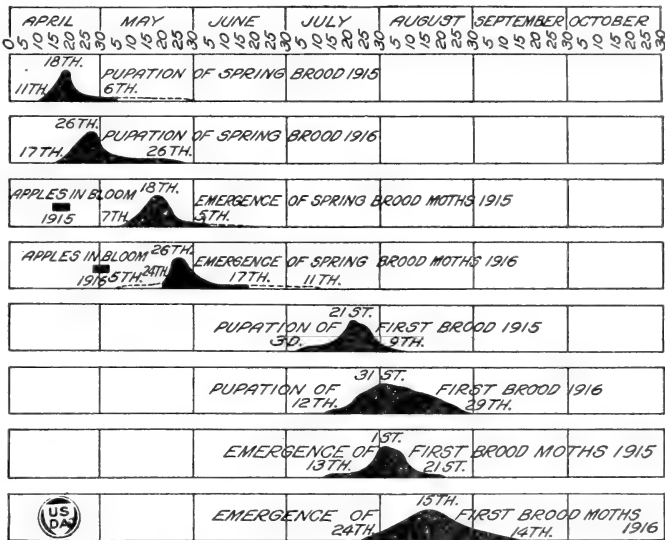 APRIL MAY JUNE JULY AUGUST SEPTEMBER OCTOBER
0 5 10 15 20 25 30 5 10 15 20 25 30 5 10 15 20 25 30 5 10 15 20 25 30 5 10 15 20 25 30 5 10 15 20 25 30 5 10 15 20 25 30
18TH. PUPATION OF SPRING BROOD 1915
11TH. 6TH.
26TH. PUPATION OF SPRING BROOD 1916
17TH. 26TH.
APPLES IN BLOOM 18TH. EMERGENCE OF SPRING BROOD MOTHS 1915
1915 7TH. 5TH.
APPLES IN BLOOM 26TH. EMERGENCE OF SPRING BROOD MOTHS 1916
1916 5TH. 24TH. 17TH. 11TH.
21ST.
PUPATION OF FIRST BROOD 1915
3D. 9TH.
31ST.
PUPATION OF FIRST BROOD 1916
12TH. 29TH.
1ST.
EMERGENCE OF FIRST BROOD MOTHS 1915
13TH. 21ST.
US
DA
15TH.
EMERGENCE OF FIRST BROOD MOTHS
24TH. 14TH. 1916